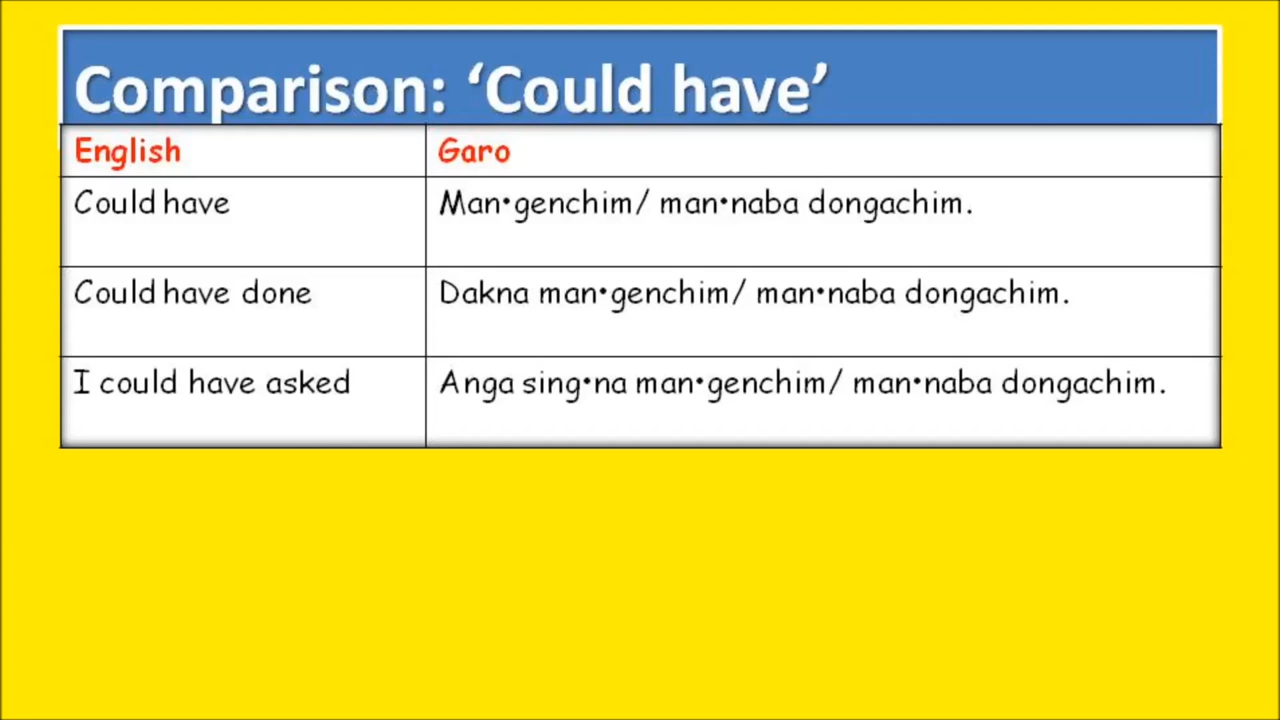 Comparison: ‘Could have’
English Garo
Could have Man•genchim/ man•naba dongachim.
Could have done Dakna man•genchim/ man•naba dongachim.
I could have asked Anga sing•na man•genchim/ man•naba dongachim.